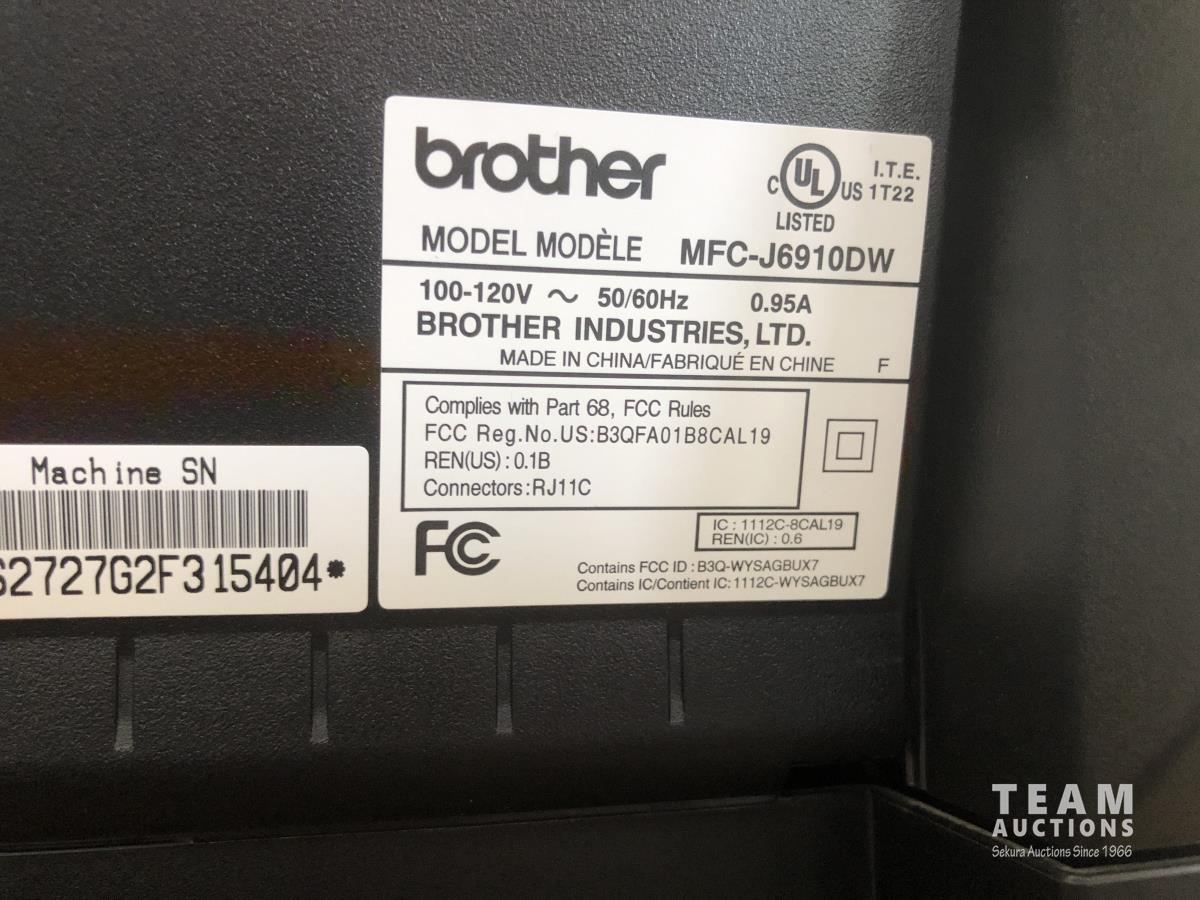 brother
C UL US
LISTED
I.T.E.
1T22
MODEL MODÈLE MFC-J6910DW
100-120V ～ 50/60Hz 0.95A
BROTHER INDUSTRIES, LTD.
MADE IN CHINA/FABRIQUÉ EN CHINE F
Complies with Part 68, FCC Rules
FCC Reg.No.US:B3QFA01B8CAL19
REN(US) : 0.1B
Connectors:RJ11C
FC
IC : 1112C-8CAL19
REN(IC) : 0.6
Contains FCC ID : B3Q-WYSAGBUX7
Contains IC/Contient IC: 1112C-WYSAGBUX7
Machine SN
62727G2F315404*
TEAM
AUCTIONS
Sekura Auctions Since 1966